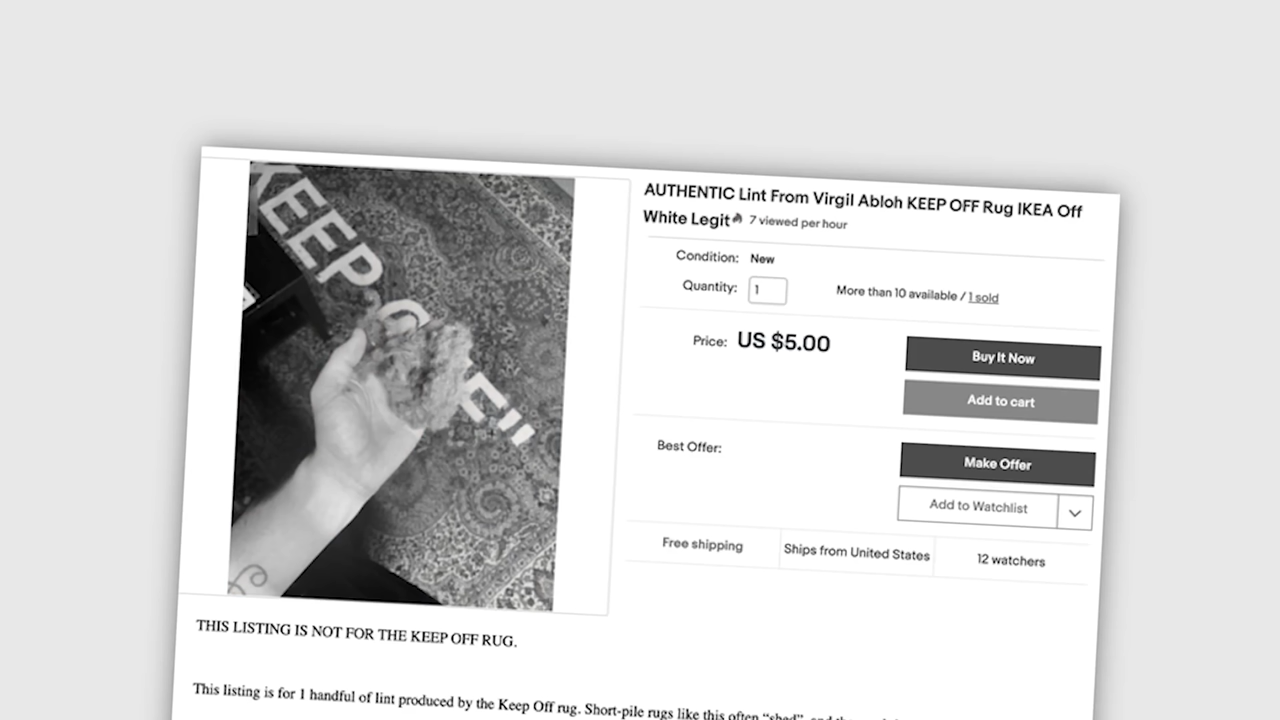 KEEP
AUTHENTIC Lint From Virgil Abloh KEEP OFF Rug IKEA Off
White Legit 7 viewed per hour
Condition: New
Quantity: 1 More than 10 available / 1 sold
Price: US $5.00 Buy It Now
Add to cart
Best Offer: Make Offer
Add to Watchlist
Free shipping Ships from United States 12 watchers
THIS LISTING IS NOT FOR THE KEEP OFF RUG.
This listing is for 1 handful of lint produced by the Keep Off rug. Short-pile rugs like this often “shed”, and